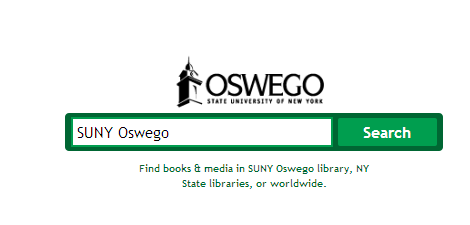 OSWEGO
STATE UNIVERSITY OF NEW YORK
SUNY Oswego Search
Find books & media in SUNY Oswego library, NY
State libraries, or worldwide.